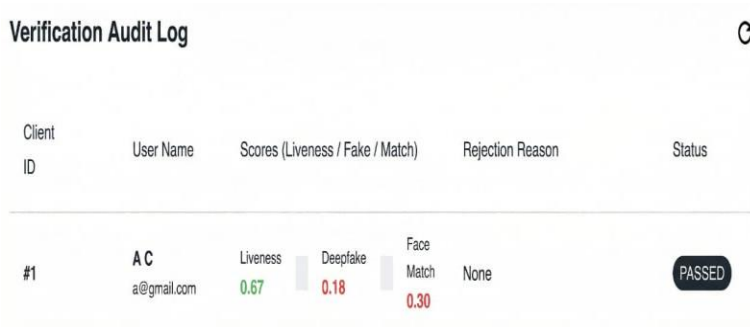 Verification Audit Log
Client ID
User Name
Scores (Liveness / Fake / Match)
Rejection Reason
Status
#1
A C
a@gmail.com
Liveness
0.67
Deepfake
0.18
Face Match
0.30
None
PASSED